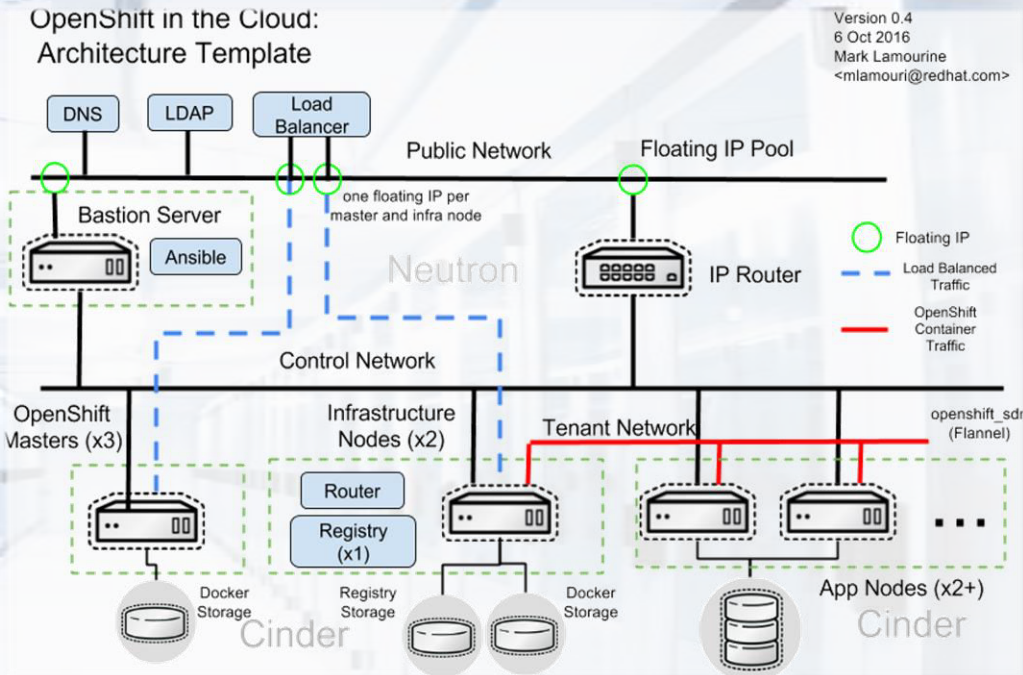 OpenShift in the Cloud:
Architecture Template
Version 0.4
6 Oct 2016
Mark Lamourine
<mlamouri@redhat.com>
DNS
LDAP
Load
Balancer
Public Network
Floating IP Pool
one floating IP per
master and infra node
Bastion Server
Ansible
Neutron
IP Router
Floating IP
Load Balanced
Traffic
OpenShift
Container
Traffic
Control Network
OpenShift
Masters (x3)
Infrastructure
Nodes (x2)
Tenant Network
openshift_sdn
(Flannel)
Router
Registry
(x1)
Docker
Storage
Registry
Storage
Docker
Storage
App Nodes (x2+)
Cinder
Cinder